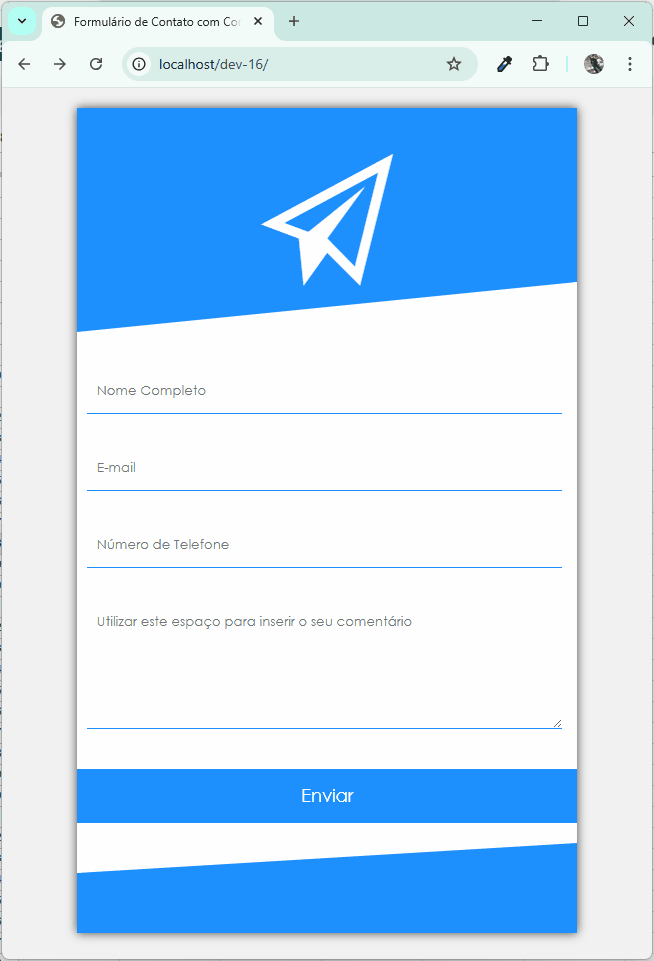 Formulário de Contato com Co
localhost/dev-16/
Nome Completo
E-mail
Número de Telefone
Utilizar este espaço para inserir o seu comentário
Enviar